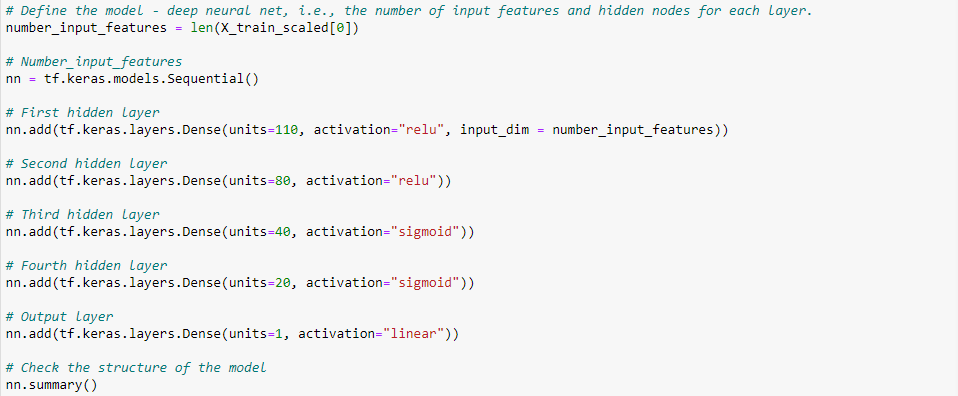 # Define the model - deep neural net, i.e., the number of input features and hidden nodes for each layer.
number_input_features = len(X_train_scaled[0])
# Number_input_features
nn = tf.keras.models.Sequential()
# First hidden layer
nn.add(tf.keras.layers.Dense(units=110, activation="relu", input_dim = number_input_features))
# Second hidden layer
nn.add(tf.keras.layers.Dense(units=80, activation="relu"))
# Third hidden layer
nn.add(tf.keras.layers.Dense(units=40, activation="sigmoid"))
# Fourth hidden layer
nn.add(tf.keras.layers.Dense(units=20, activation="sigmoid"))
# Output layer
nn.add(tf.keras.layers.Dense(units=1, activation="linear"))
# Check the structure of the model
nn.summary()